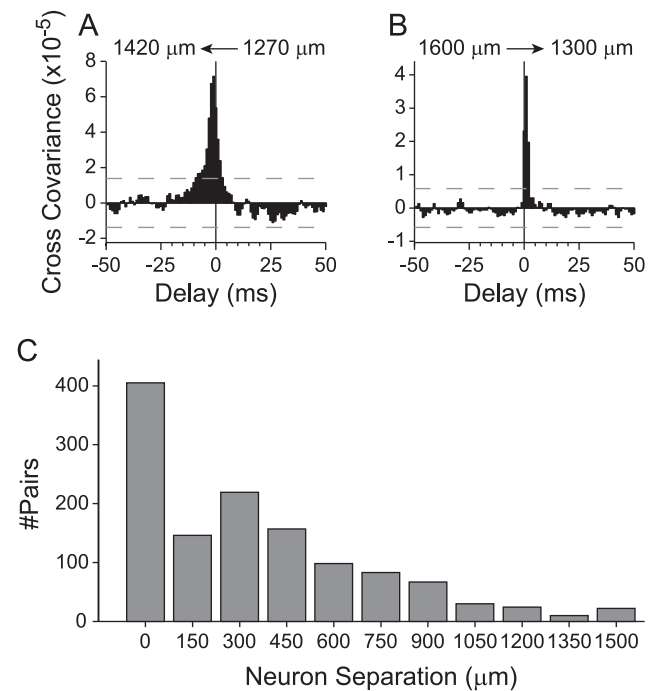 A
B
1420 μm ← 1270 μm
1600 μm → 1300 μm
Cross Covariance (x10⁻⁵)
8
6
4
2
0
-2
4
3
2
1
0
-1
-50 -25 0 25 50
-50 -25 0 25 50
Delay (ms)
Delay (ms)
C
#Pairs
400
300
200
100
0
0 150 300 450 600 750 900 1050 1200 1350 1500
Neuron Separation (μm)